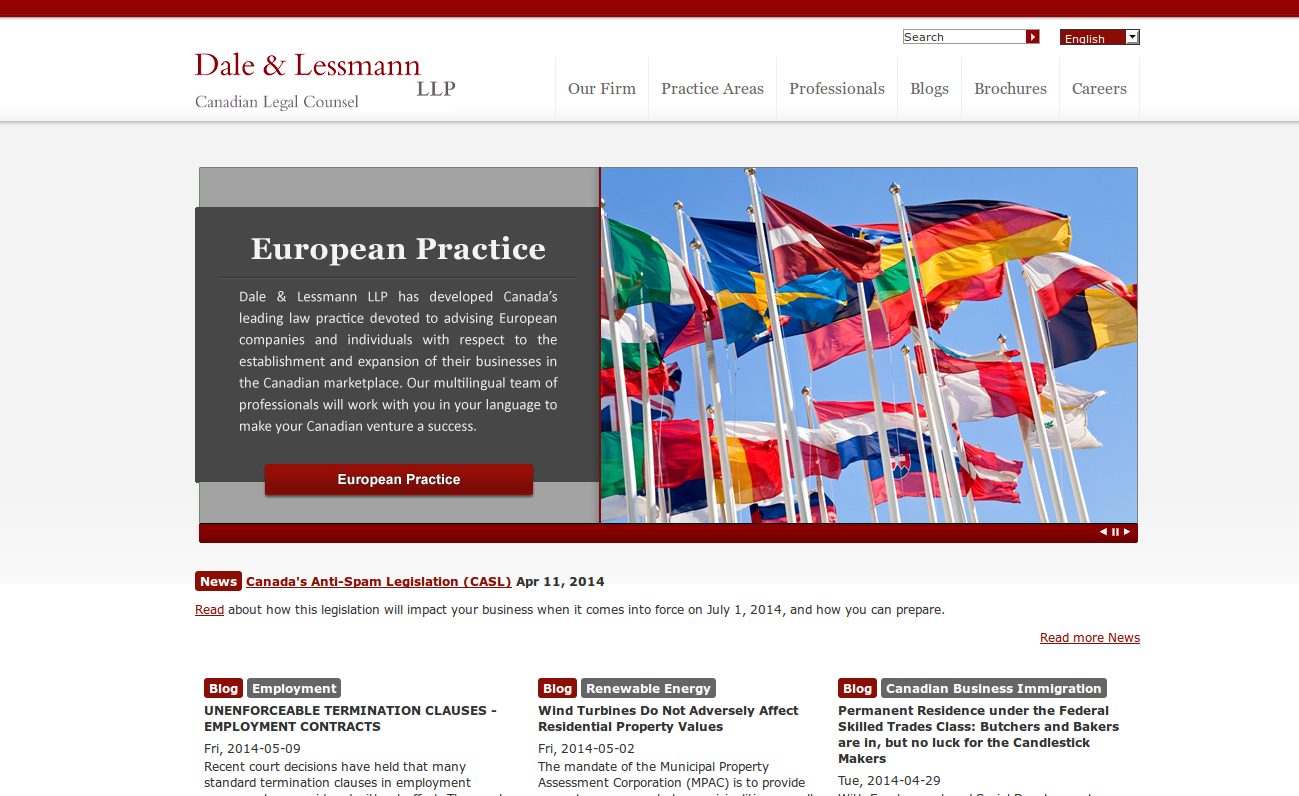 Search
English
Dale & Lessmann
LLP
Canadian Legal Counsel
Our Firm
Practice Areas
Professionals
Blogs
Brochures
Careers
European Practice
Dale & Lessmann LLP has developed Canada's
leading law practice devoted to advising European
companies and individuals with respect to the
establishment and expansion of their businesses in
the Canadian marketplace. Our multilingual team of
professionals will work with you in your language to
make your Canadian venture a success.
European Practice
News Canada's Anti-Spam Legislation (CASL) Apr 11, 2014
Read about how this legislation will impact your business when it comes into force on July 1, 2014, and how you can prepare.
Read more News
Blog Employment
UNENFORCEABLE TERMINATION CLAUSES -
EMPLOYMENT CONTRACTS
Fri, 2014-05-09
Recent court decisions have held that many
standard termination clauses in employment
Blog Renewable Energy
Wind Turbines Do Not Adversely Affect
Residential Property Values
Fri, 2014-05-02
The mandate of the Municipal Property
Assessment Corporation (MPAC) is to provide
Blog Canadian Business Immigration
Permanent Residence under the Federal
Skilled Trades Class: Butchers and Bakers
are in, but no luck for the Candlestick
Makers
Tue, 2014-04-29